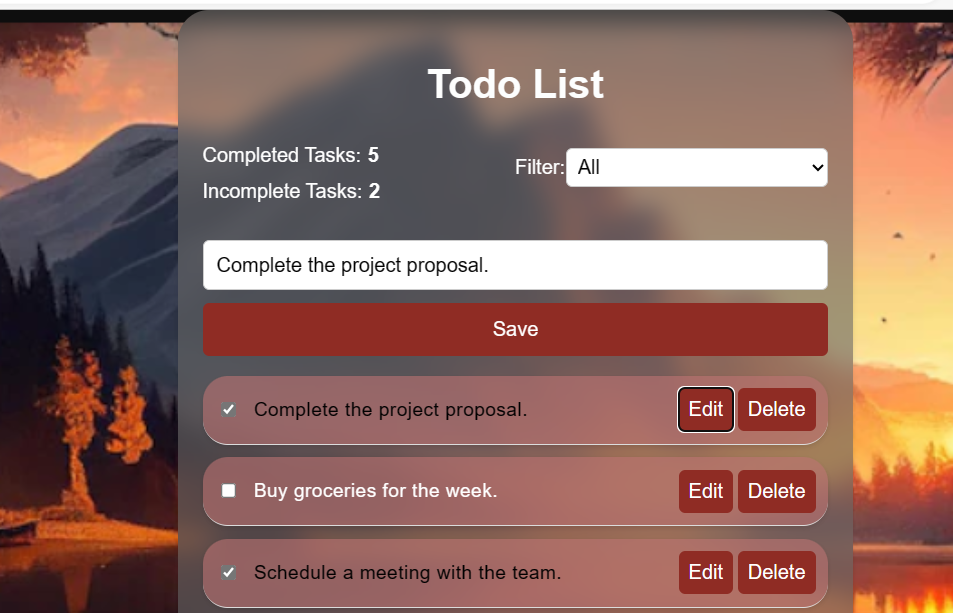 Todo List
Completed Tasks: 5
Filter: All
Incomplete Tasks: 2
Complete the project proposal.
Save
Complete the project proposal. Edit Delete
Buy groceries for the week. Edit Delete
Schedule a meeting with the team. Edit Delete